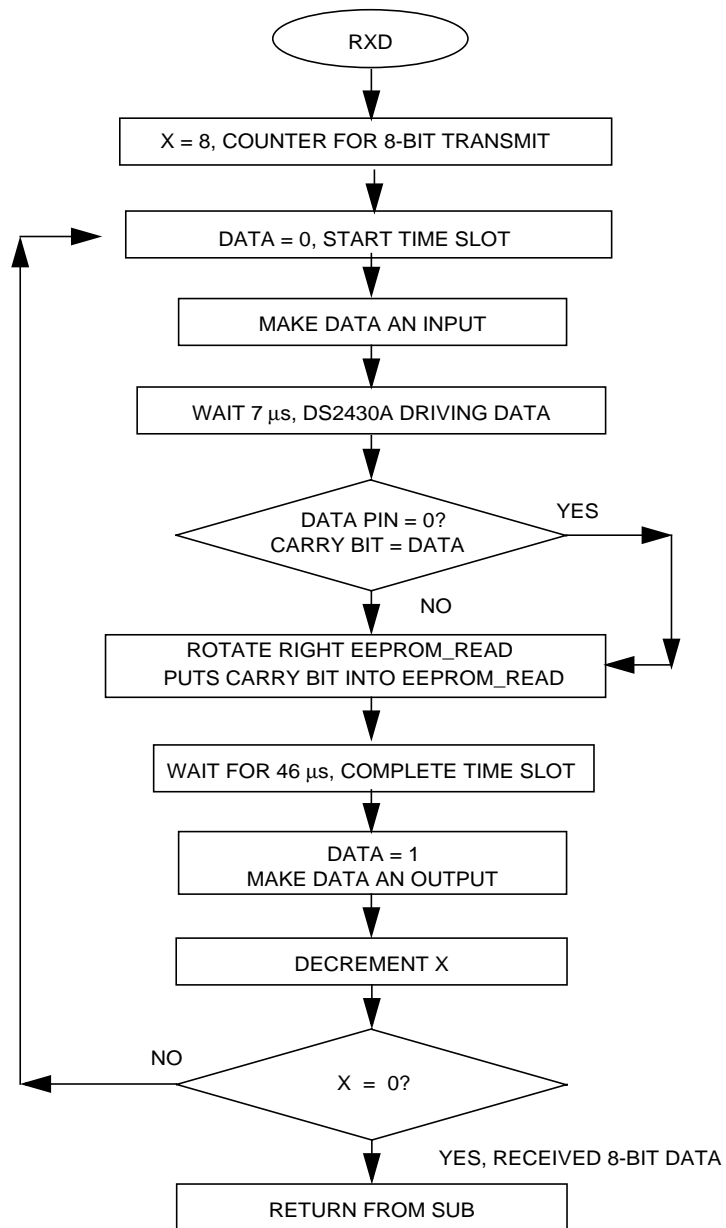 RXD
X = 8, COUNTER FOR 8-BIT TRANSMIT
DATA = 0, START TIME SLOT
MAKE DATA AN INPUT
WAIT 7 µs, DS2430A DRIVING DATA
DATA PIN = 0?
CARRY BIT = DATA
YES
NO
ROTATE RIGHT EEPROM_READ
PUTS CARRY BIT INTO EEPROM_READ
WAIT FOR 46 µs, COMPLETE TIME SLOT
DATA = 1
MAKE DATA AN OUTPUT
DECREMENT X
NO
X = 0?
YES, RECEIVED 8-BIT DATA
RETURN FROM SUB